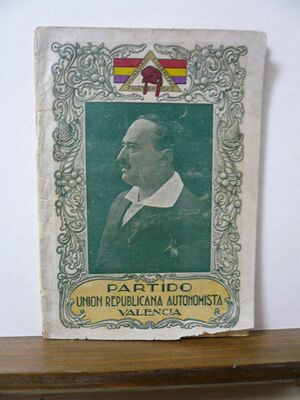 PARTIDO
UNION REPUBLICANA AUTONOMISTA
VALENCIA